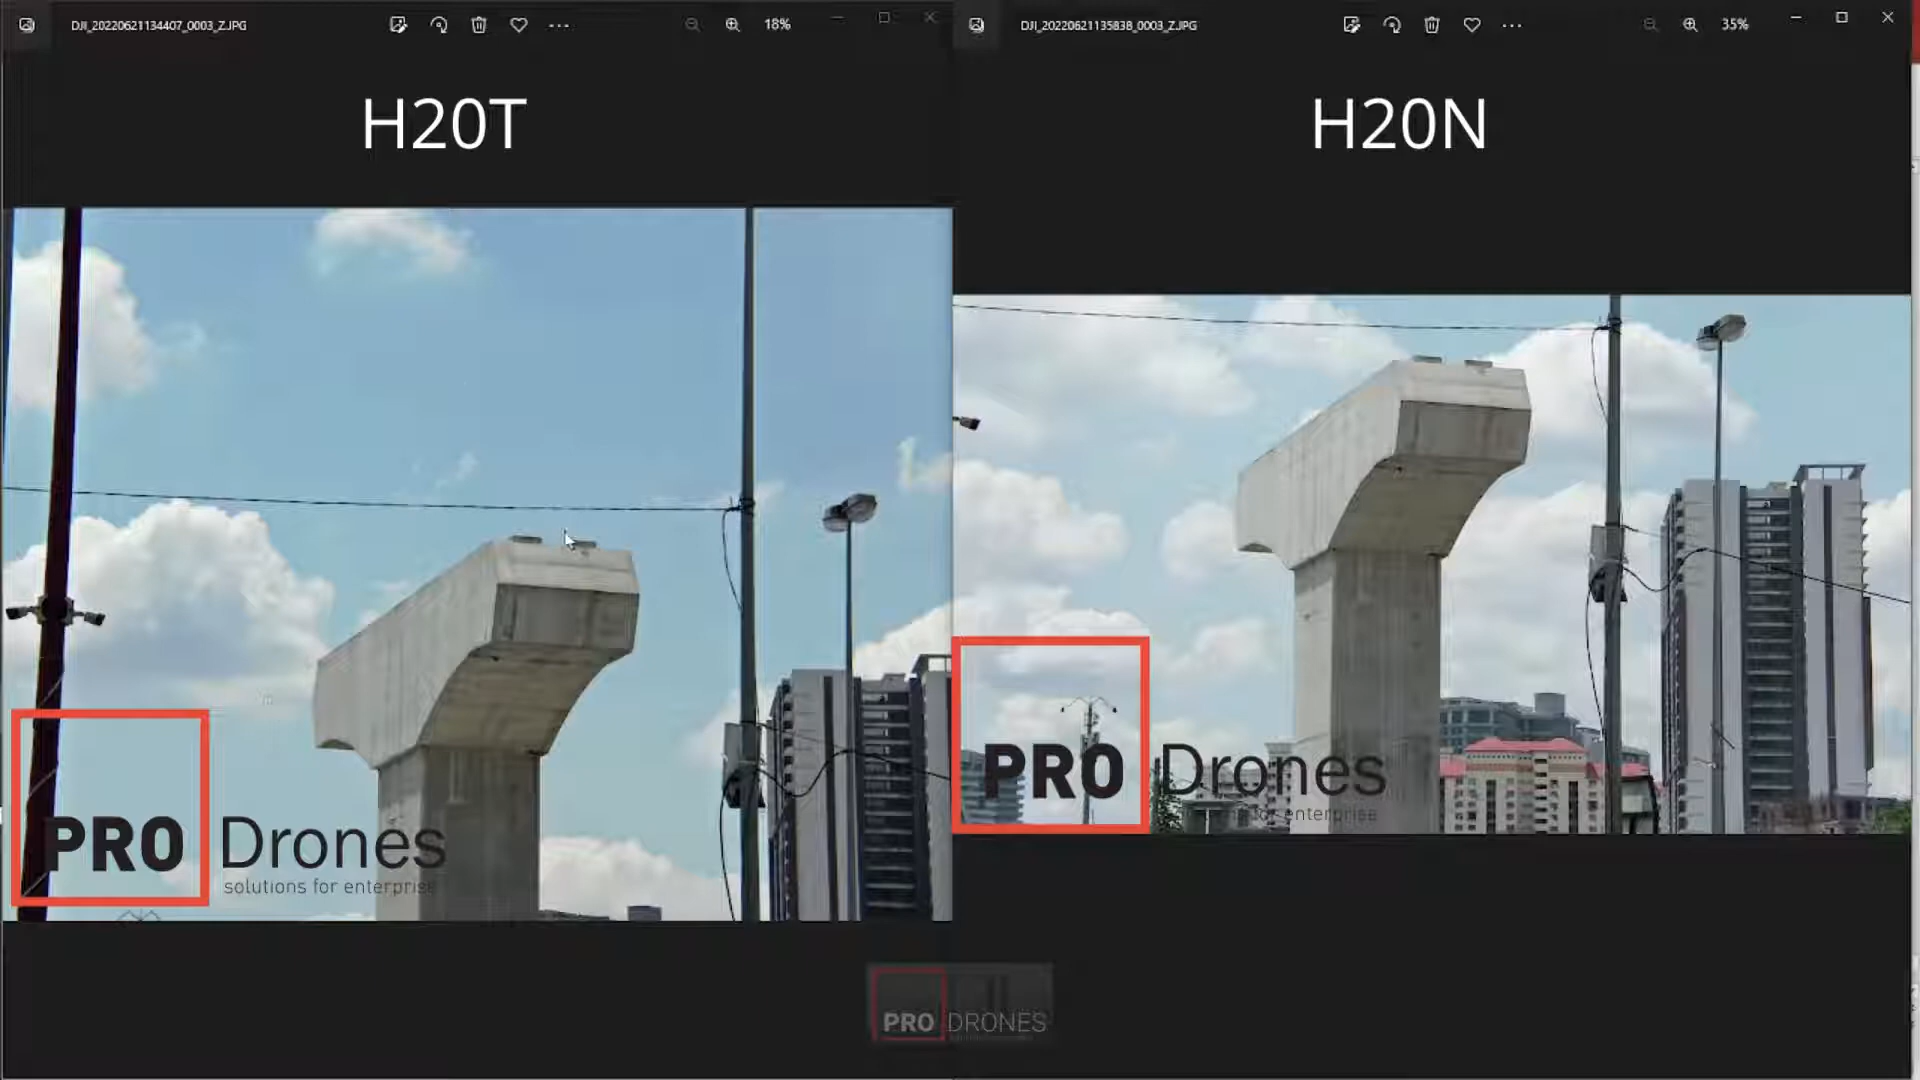 DJI_20220621134407_0003_Z.JPG
18%
DJI_20220621135838_0003_Z.JPG
35%
H20T
H20N
PRO Drones
solutions for enterprise
PRO Drones
for enterprise
PRO DRONES